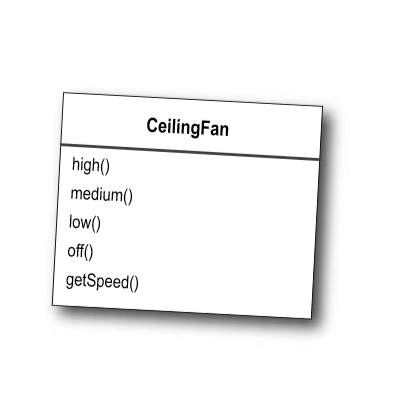 CeilingFan
high()
medium()
low()
off()
getSpeed()